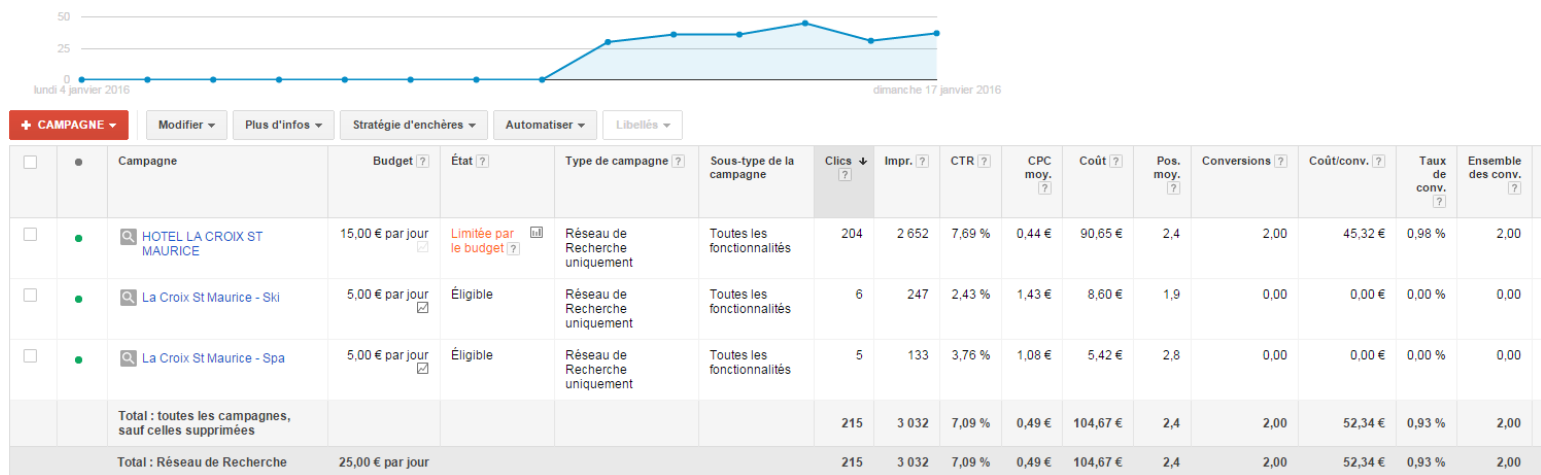 50
25
0
lundi 4 janvier 2016 dimanche 17 janvier 2016
+ CAMPAGNE Modifier Plus d'infos Stratégie d'enchères Automatiser Libellés
Campagne Budget ? État ? Type de campagne ? Sous-type de la campagne Clics ? Impr. ? CTR ? CPC moy. ? Coût ? Pos. moy. ? Conversions ? Coût/conv. ? Taux de conv. ? Ensemble des conv. ?
HOTEL LA CROIX ST MAURICE 15,00 € par jour Limitée par le budget ? Réseau de Recherche uniquement Toutes les fonctionnalités 204 2 652 7,69 % 0,44 € 90,65 € 2,4 2,00 45,32 € 0,98 % 2,00
La Croix St Maurice - Ski 5,00 € par jour Éligible Réseau de Recherche uniquement Toutes les fonctionnalités 6 247 2,43 % 1,43 € 8,60 € 1,9 0,00 0,00 € 0,00 % 0,00
La Croix St Maurice - Spa 5,00 € par jour Éligible Réseau de Recherche uniquement Toutes les fonctionnalités 5 133 3,76 % 1,08 € 5,42 € 2,8 0,00 0,00 € 0,00 % 0,00
Total : toutes les campagnes, sauf celles supprimées 215 3 032 7,09 % 0,49 € 104,67 € 2,4 2,00 52,34 € 0,93 % 2,00
Total : Réseau de Recherche 25,00 € par jour 215 3 032 7,09 % 0,49 € 104,67 € 2,4 2,00 52,34 € 0,93 % 2,00